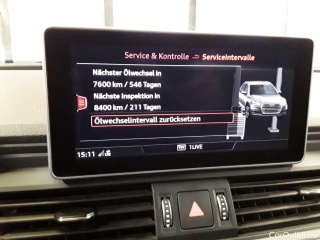 Service & Kontrolle Serviceintervalle
Nächster Ölwechsel in
7600 km / 546 Tagen
Nächste Inspektion in
8400 km / 211 Tagen
Ölwechselintervall zurücksetzen
15:11 1LIVE